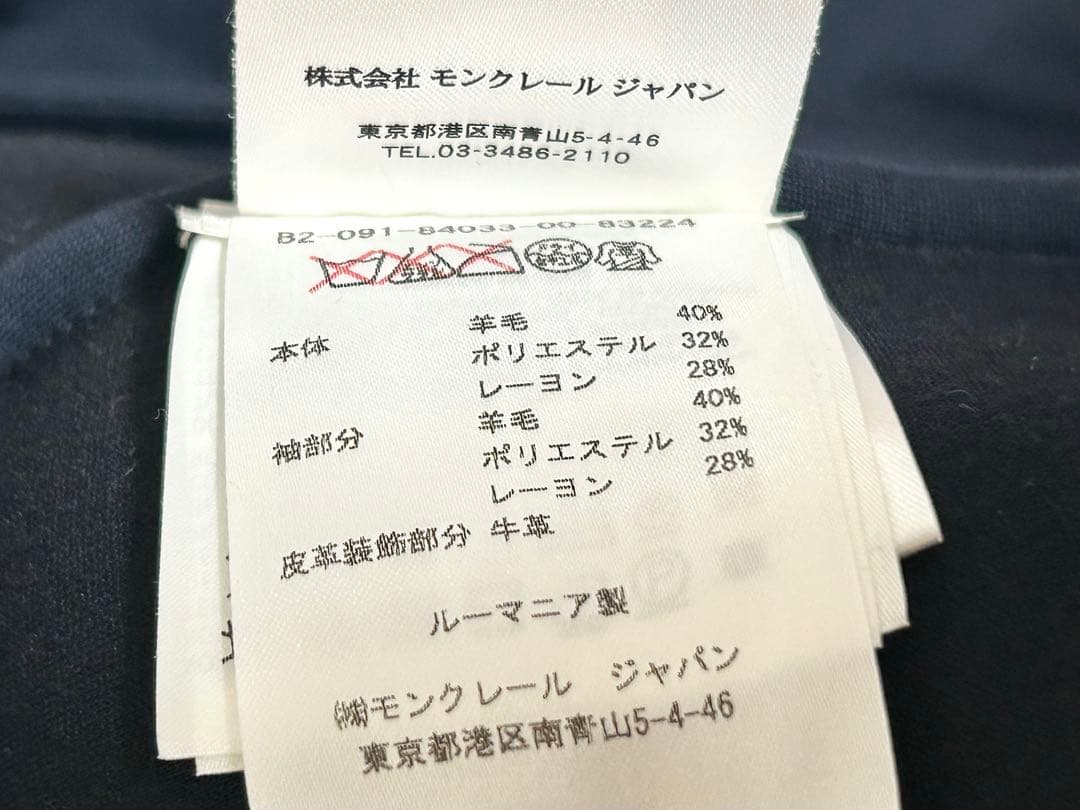 株式会社 モンクレール ジャパン
東京都港区南青山5-4-46
TEL.03-3486-2110
B2-091-84033-00-83224
本体 羊毛 40%
ポリエステル 32%
レーヨン 28%
袖部分 羊毛 40%
ポリエステル 32%
レーヨン 28%
皮革装飾部分 牛革
ルーマニア製
㈱モンクレール ジャパン
東京都港区南青山5-4-46